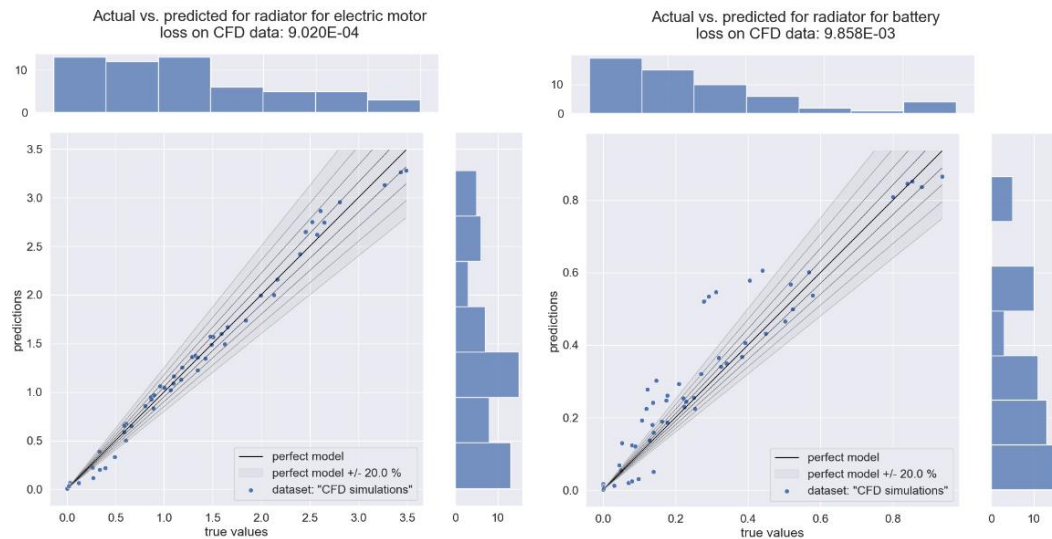 Actual vs. predicted for radiator for electric motor
loss on CFD data: 9.020E-04
10
0
3.5
3.0
2.5
2.0
1.5
1.0
0.5
0.0
predictions
perfect model
perfect model +/- 20.0 %
dataset: "CFD simulations"
0.0 0.5 1.0 1.5 2.0 2.5 3.0 3.5
true values
0 10
Actual vs. predicted for radiator for battery
loss on CFD data: 9.858E-03
10
0
0.8
0.6
0.4
0.2
0.0
predictions
perfect model
perfect model +/- 20.0 %
dataset: "CFD simulations"
0.0 0.2 0.4 0.6 0.8
true values
0 10